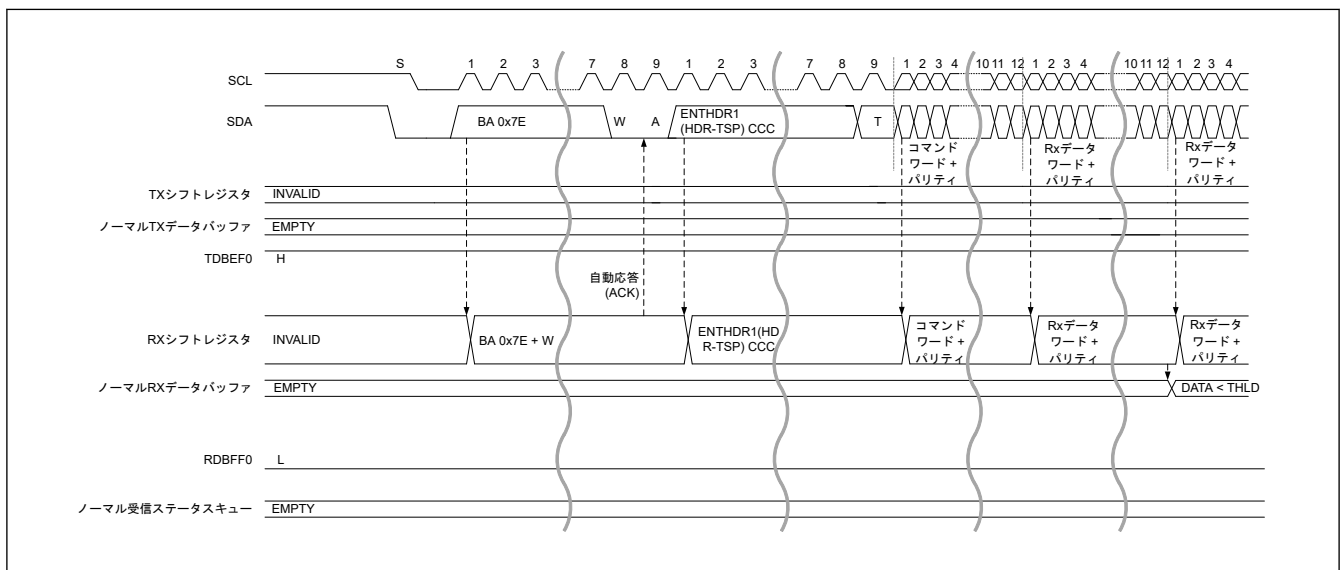 S 1 2 3 7 8 9 1 2 3 7 8 9 1 2 3 4 10 11 12 1 2 3 4 10 11 12 1 2 3 4
SCL
SDA
BA 0x7E
W
A
ENTHDR1
(HDR-TSP) CCC
T
コマンド
ワード +
パリティ
Rxデータ
ワード +
パリティ
Rxデータ
ワード +
パリティ
TXシフトレジスタ
INVALID
ノーマルTXデータバッファ
EMPTY
TDBEF0
H
自動応答
(ACK)
RXシフトレジスタ
INVALID
BA 0x7E + W
ENTHDR1(HD
R-TSP) CCC
コマンド
ワード +
パリティ
Rxデータ
ワード +
パリティ
Rxデータ
ワード +
パリティ
ノーマルRXデータバッファ
EMPTY
DATA < THLD
RDBFF0
L
ノーマル受信ステータスキュー
EMPTY